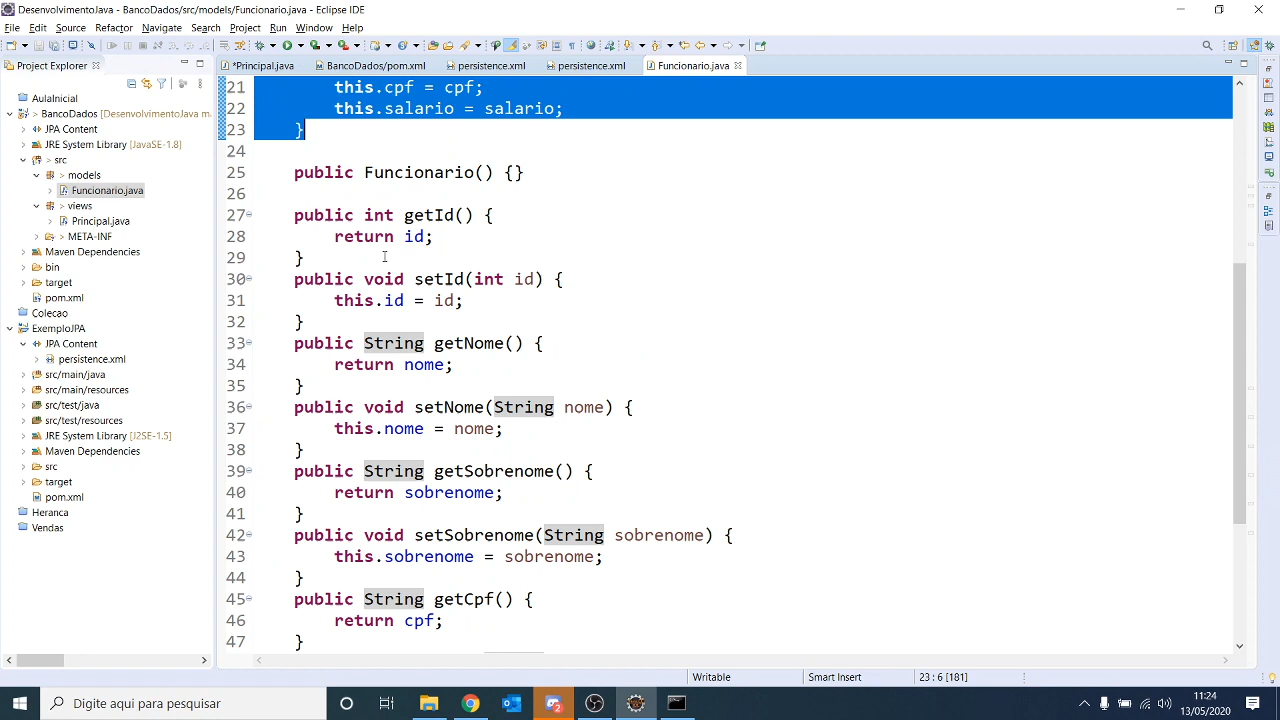 DesenvolvimentoJava - BancoDados/src/models/Funcionario.java - Eclipse IDE
File Edit Source Refactor Navigate Search Project Run Window Help
Project Explorer
*Principal.java BancoDados/pom.xml persistence.xml persistence.xml Funcionario.java
AulaInicial
> BancoDados [DesenvolvimentoJava m
JPA Content
JRE System Library [JavaSE-1.8]
> src
> models
Funcionario.java
> views
Principal.java
> META-INF
Maven Dependencies
bin
target
pom.xml
Colecao
ExemploJPA
JPA Content
persistence.xml
src/main/java
src/main/resources
src/test/java
src/test/resources
JRE System Library [J2SE-1.5]
Maven Dependencies
src
target
pom.xml
Heranca
Vendas
21 this.cpf = cpf;
22 this.salario = salario;
23 }
24
25 public Funcionario() {}
26
27 public int getId() {
28 return id;
29 }
30 public void setId(int id) {
31 this.id = id;
32 }
33 public String getNome() {
34 return nome;
35 }
36 public void setNome(String nome) {
37 this.nome = nome;
38 }
39 public String getSobrenome() {
40 return sobrenome;
41 }
42 public void setSobrenome(String sobrenome) {
43 this.sobrenome = sobrenome;
44 }
45 public String getCpf() {
46 return cpf;
47 }
Writable Smart Insert 23 : 6 [181]
Digite aqui para pesquisar
11:24
13/05/2020